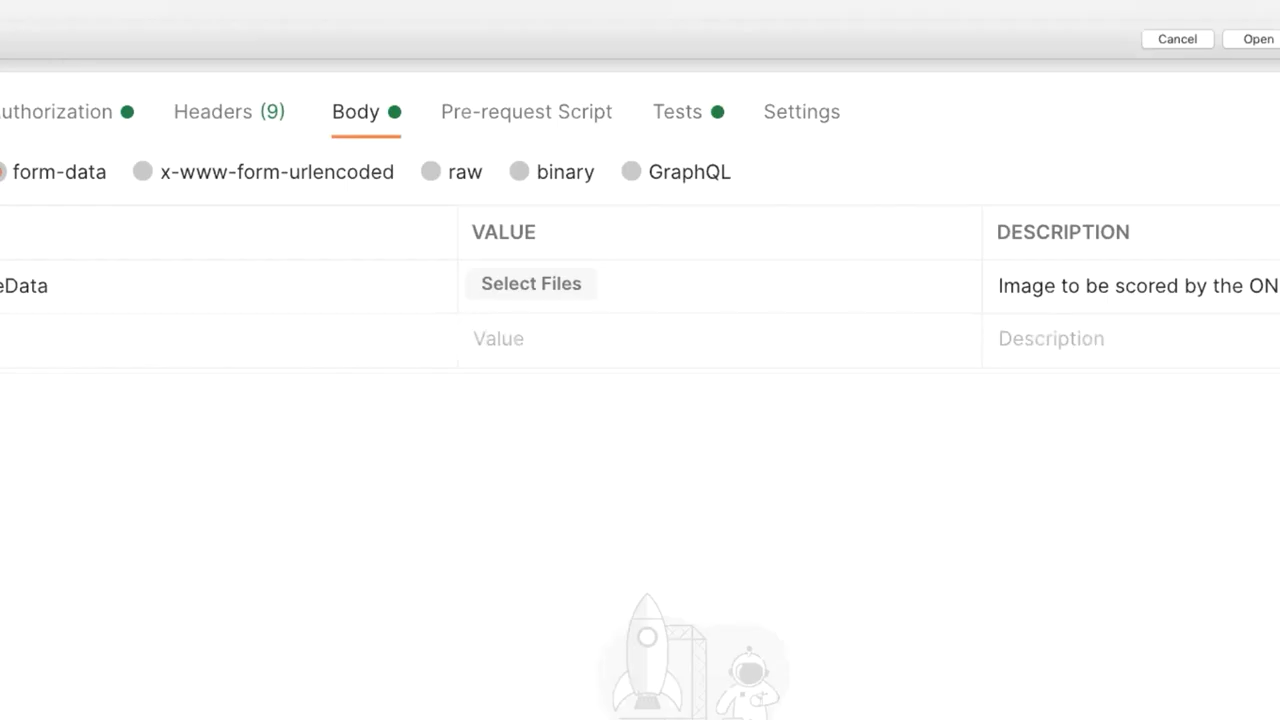 Cancel Open
uthorization Headers (9) Body Pre-request Script Tests Settings
form-data x-www-form-urlencoded raw binary GraphQL
VALUE DESCRIPTION
eData Select Files Image to be scored by the ON
Value Description